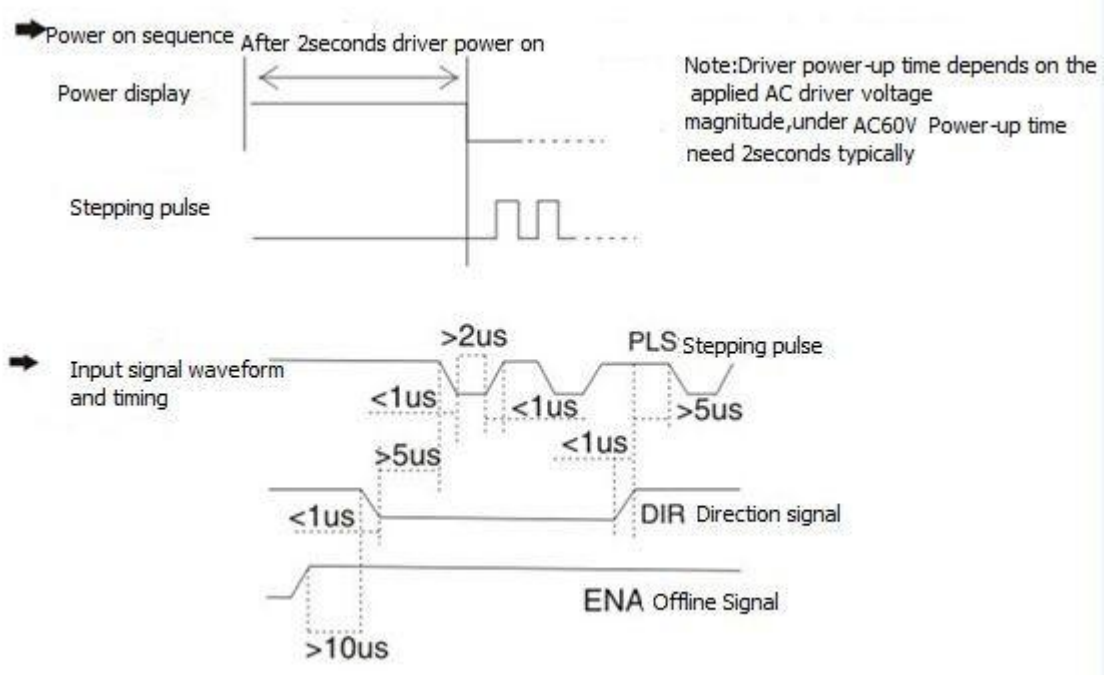 Power on sequence
After 2seconds driver power on
Power display
Note:Driver power-up time depends on the
applied AC driver voltage
magnitude,under AC60V Power-up time
need 2seconds typically
Stepping pulse
>2us
PLS Stepping pulse
Input signal waveform
and timing
<1us
<1us
>5us
>5us
<1us
<1us
DIR Direction signal
ENA Offline Signal
>10us